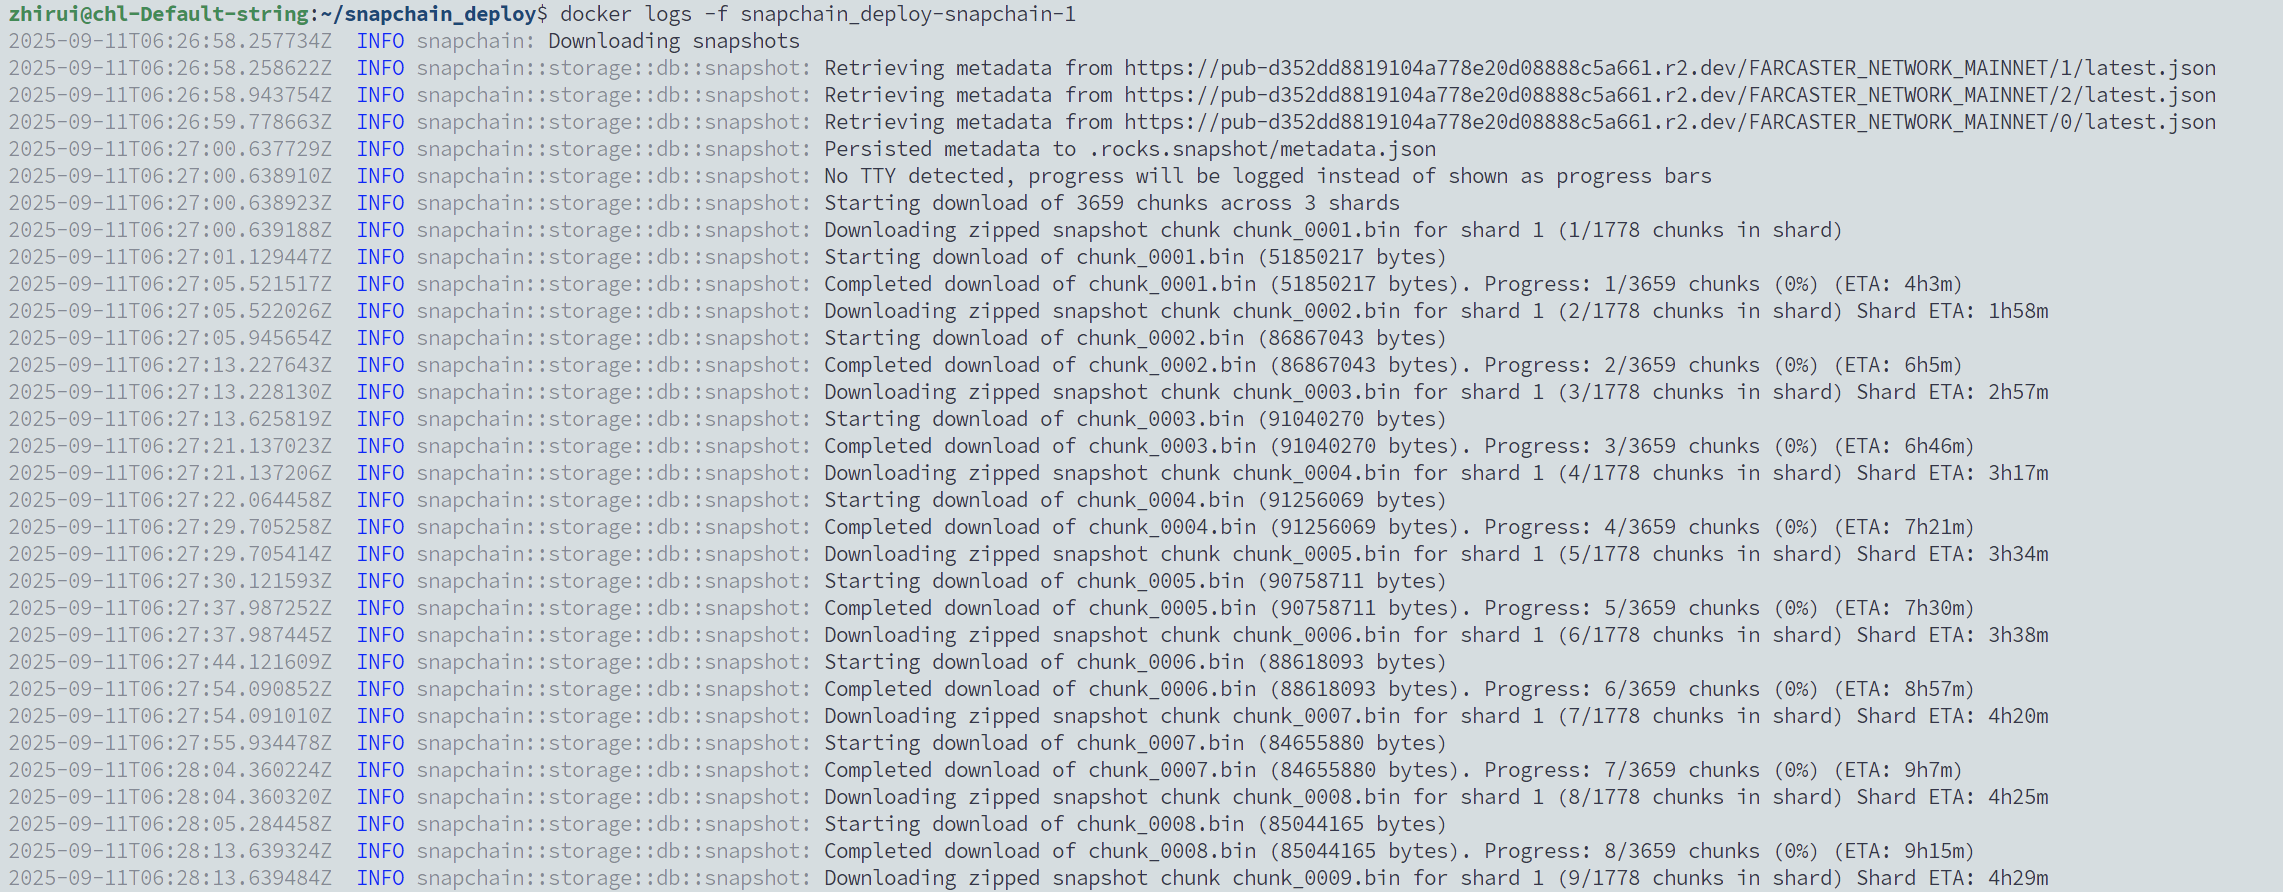 zhirui@chl-Default-string:~/snapchain_deploy$ docker logs -f snapchain_deploy-snapchain-1
2025-09-11T06:26:58.257734Z  INFO snapchain: Downloading snapshots
2025-09-11T06:26:58.258622Z  INFO snapchain::storage::db::snapshot: Retrieving metadata from https://pub-d352dd8819104a778e20d08888c5a661.r2.dev/FARCASTER_NETWORK_MAINNET/1/latest.json
2025-09-11T06:26:58.943754Z  INFO snapchain::storage::db::snapshot: Retrieving metadata from https://pub-d352dd8819104a778e20d08888c5a661.r2.dev/FARCASTER_NETWORK_MAINNET/2/latest.json
2025-09-11T06:26:59.778663Z  INFO snapchain::storage::db::snapshot: Retrieving metadata from https://pub-d352dd8819104a778e20d08888c5a661.r2.dev/FARCASTER_NETWORK_MAINNET/0/latest.json
2025-09-11T06:27:00.637729Z  INFO snapchain::storage::db::snapshot: Persisted metadata to .rocks.snapshot/metadata.json
2025-09-11T06:27:00.638910Z  INFO snapchain::storage::db::snapshot: No TTY detected, progress will be logged instead of shown as progress bars
2025-09-11T06:27:00.638923Z  INFO snapchain::storage::db::snapshot: Starting download of 3659 chunks across 3 shards
2025-09-11T06:27:00.639188Z  INFO snapchain::storage::db::snapshot: Downloading zipped snapshot chunk chunk_0001.bin for shard 1 (1/1778 chunks in shard)
2025-09-11T06:27:01.129447Z  INFO snapchain::storage::db::snapshot: Starting download of chunk_0001.bin (51850217 bytes)
2025-09-11T06:27:05.521517Z  INFO snapchain::storage::db::snapshot: Completed download of chunk_0001.bin (51850217 bytes). Progress: 1/3659 chunks (0%) (ETA: 4h3m)
2025-09-11T06:27:05.522026Z  INFO snapchain::storage::db::snapshot: Downloading zipped snapshot chunk chunk_0002.bin for shard 1 (2/1778 chunks in shard) Shard ETA: 1h58m
2025-09-11T06:27:05.945654Z  INFO snapchain::storage::db::snapshot: Starting download of chunk_0002.bin (86867043 bytes)
2025-09-11T06:27:13.227643Z  INFO snapchain::storage::db::snapshot: Completed download of chunk_0002.bin (86867043 bytes). Progress: 2/3659 chunks (0%) (ETA: 6h5m)
2025-09-11T06:27:13.228130Z  INFO snapchain::storage::db::snapshot: Downloading zipped snapshot chunk chunk_0003.bin for shard 1 (3/1778 chunks in shard) Shard ETA: 2h57m
2025-09-11T06:27:13.625819Z  INFO snapchain::storage::db::snapshot: Starting download of chunk_0003.bin (91040270 bytes)
2025-09-11T06:27:21.137023Z  INFO snapchain::storage::db::snapshot: Completed download of chunk_0003.bin (91040270 bytes). Progress: 3/3659 chunks (0%) (ETA: 6h46m)
2025-09-11T06:27:21.137206Z  INFO snapchain::storage::db::snapshot: Downloading zipped snapshot chunk chunk_0004.bin for shard 1 (4/1778 chunks in shard) Shard ETA: 3h17m
2025-09-11T06:27:22.064458Z  INFO snapchain::storage::db::snapshot: Starting download of chunk_0004.bin (91256069 bytes)
2025-09-11T06:27:29.705258Z  INFO snapchain::storage::db::snapshot: Completed download of chunk_0004.bin (91256069 bytes). Progress: 4/3659 chunks (0%) (ETA: 7h21m)
2025-09-11T06:27:29.705414Z  INFO snapchain::storage::db::snapshot: Downloading zipped snapshot chunk chunk_0005.bin for shard 1 (5/1778 chunks in shard) Shard ETA: 3h34m
2025-09-11T06:27:30.121593Z  INFO snapchain::storage::db::snapshot: Starting download of chunk_0005.bin (90758711 bytes)
2025-09-11T06:27:37.987252Z  INFO snapchain::storage::db::snapshot: Completed download of chunk_0005.bin (90758711 bytes). Progress: 5/3659 chunks (0%) (ETA: 7h30m)
2025-09-11T06:27:37.987445Z  INFO snapchain::storage::db::snapshot: Downloading zipped snapshot chunk chunk_0006.bin for shard 1 (6/1778 chunks in shard) Shard ETA: 3h38m
2025-09-11T06:27:44.121609Z  INFO snapchain::storage::db::snapshot: Starting download of chunk_0006.bin (88618093 bytes)
2025-09-11T06:27:54.090852Z  INFO snapchain::storage::db::snapshot: Completed download of chunk_0006.bin (88618093 bytes). Progress: 6/3659 chunks (0%) (ETA: 8h57m)
2025-09-11T06:27:54.091010Z  INFO snapchain::storage::db::snapshot: Downloading zipped snapshot chunk chunk_0007.bin for shard 1 (7/1778 chunks in shard) Shard ETA: 4h20m
2025-09-11T06:27:55.934478Z  INFO snapchain::storage::db::snapshot: Starting download of chunk_0007.bin (84655880 bytes)
2025-09-11T06:28:04.360224Z  INFO snapchain::storage::db::snapshot: Completed download of chunk_0007.bin (84655880 bytes). Progress: 7/3659 chunks (0%) (ETA: 9h7m)
2025-09-11T06:28:04.360320Z  INFO snapchain::storage::db::snapshot: Downloading zipped snapshot chunk chunk_0008.bin for shard 1 (8/1778 chunks in shard) Shard ETA: 4h25m
2025-09-11T06:28:05.284458Z  INFO snapchain::storage::db::snapshot: Starting download of chunk_0008.bin (85044165 bytes)
2025-09-11T06:28:13.639324Z  INFO snapchain::storage::db::snapshot: Completed download of chunk_0008.bin (85044165 bytes). Progress: 8/3659 chunks (0%) (ETA: 9h15m)
2025-09-11T06:28:13.639484Z  INFO snapchain::storage::db::snapshot: Downloading zipped snapshot chunk chunk_0009.bin for shard 1 (9/1778 chunks in shard) Shard ETA: 4h29m